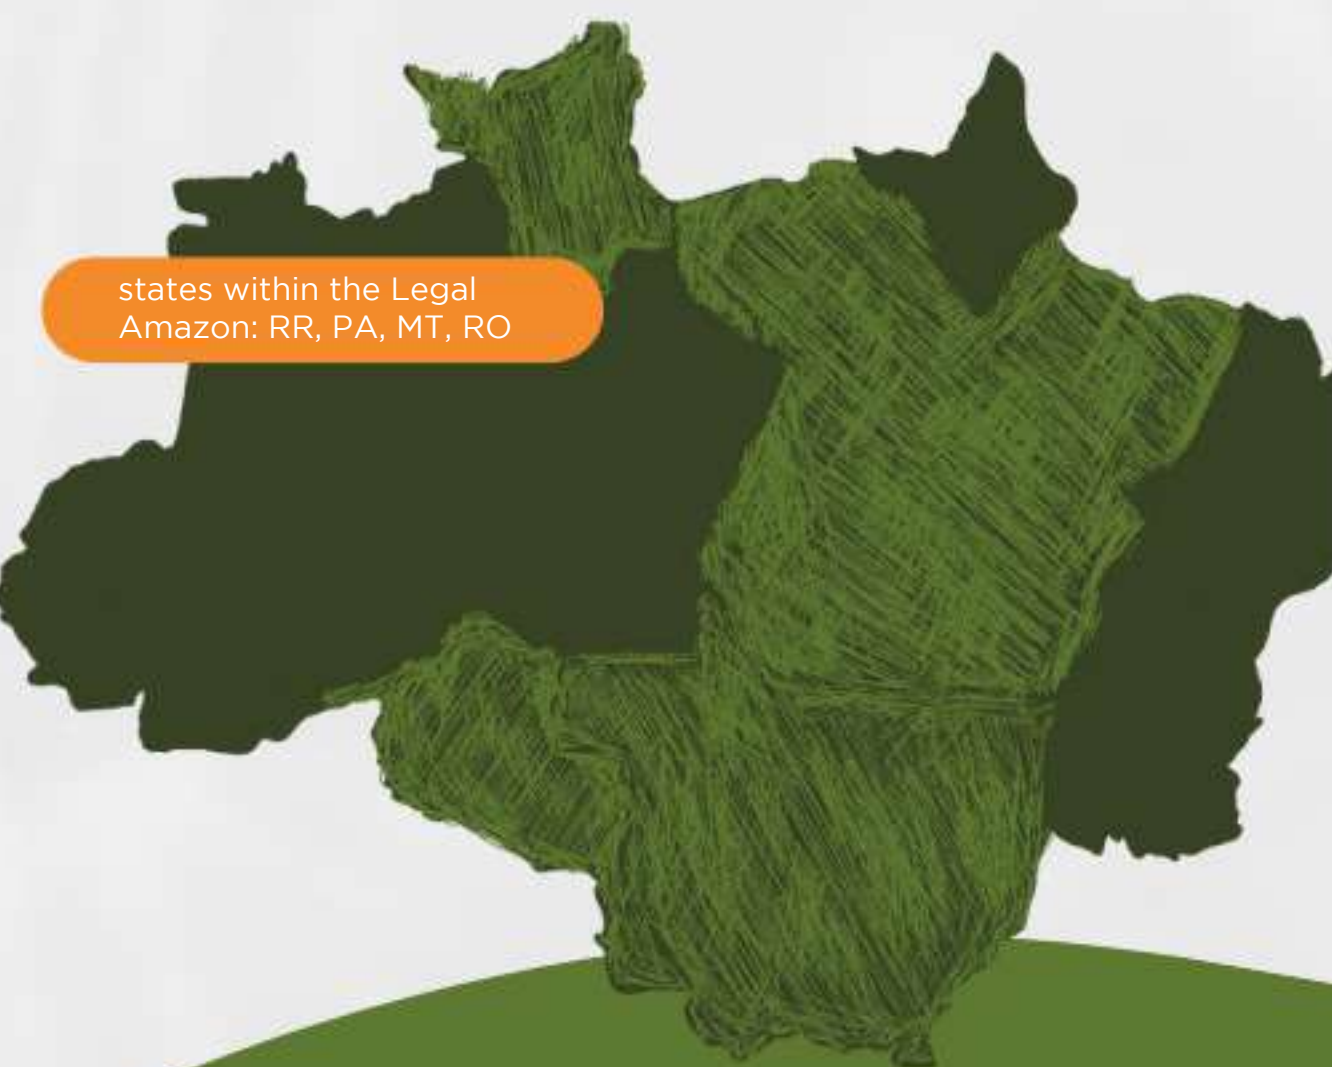 states within the Legal
Amazon: RR, PA, MT, RO